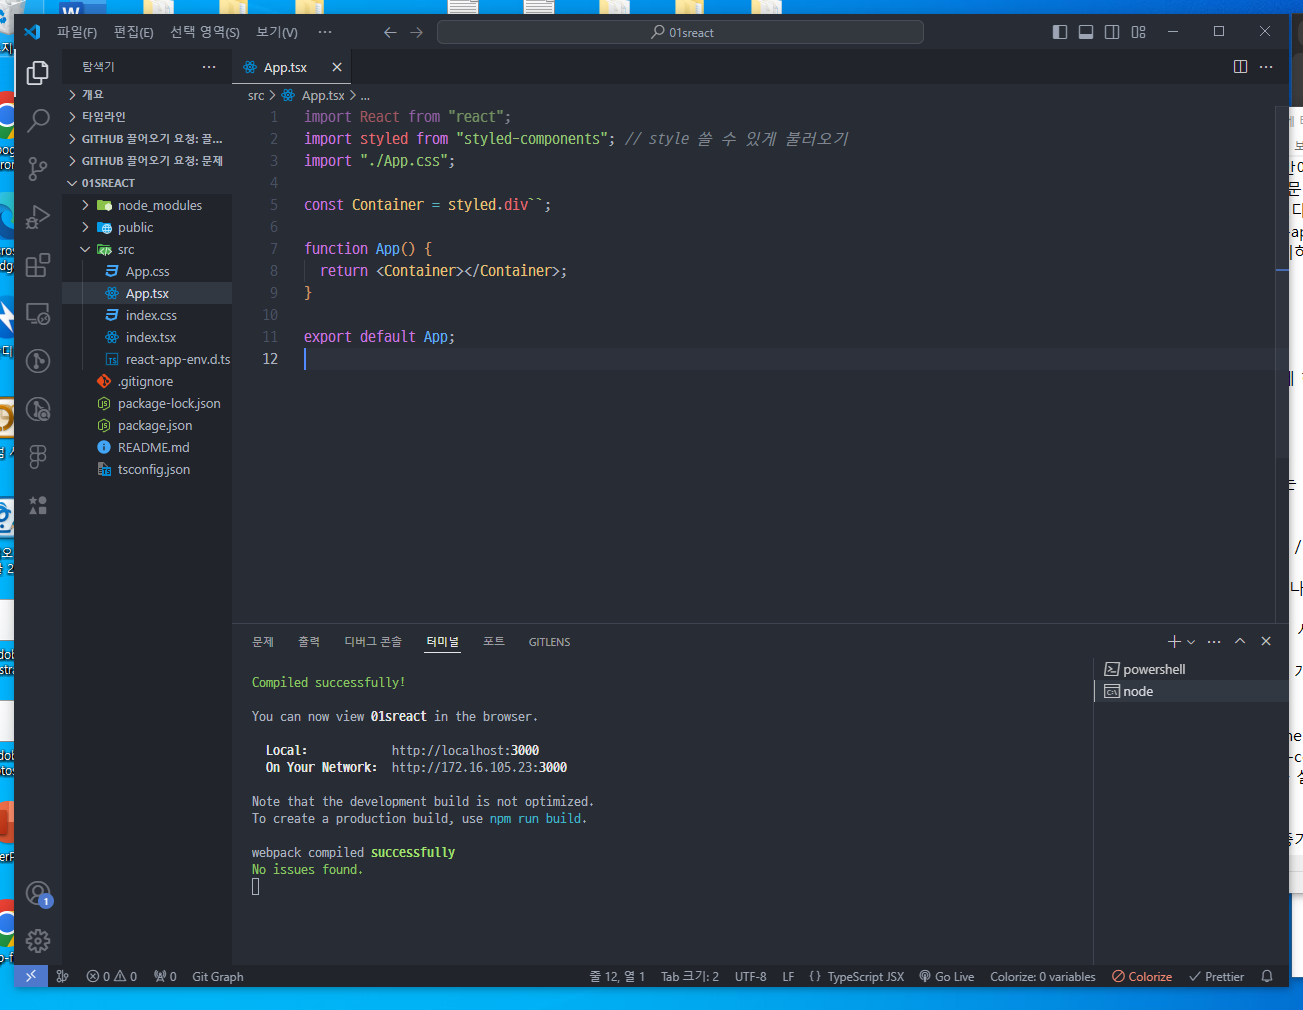 파일(F) 편집(E) 선택 영역(S) 보기(V) ··· 01sreact
탐색기 ···
App.tsx
개요
타임라인
GITHUB 끌어오기 요청: 끌...
GITHUB 끌어오기 요청: 문제
01SREACT
node_modules
public
src
App.css
App.tsx
index.css
index.tsx
react-app-env.d.ts
.gitignore
package-lock.json
package.json
README.md
tsconfig.json
src > App.tsx > ...
1 import React from "react";
2 import styled from "styled-components"; // style 쓸 수 있게 불러오기
3 import "./App.css";
4
5 const Container = styled.div``;
6
7 function App() {
8 return <Container></Container>;
9 }
10
11 export default App;
12
문제 출력 디버그 콘솔 터미널 포트 GITLENS
Compiled successfully!
You can now view 01sreact in the browser.
Local: http://localhost:3000
On Your Network: http://172.16.105.23:3000
Note that the development build is not optimized.
To create a production build, use npm run build.
webpack compiled successfully
No issues found.
powershell
node
1
0 0 0 Git Graph 줄 12, 열 1 Tab 크기: 2 UTF-8 LF {} TypeScript JSX Go Live Colorize: 0 variables Colorize Prettier